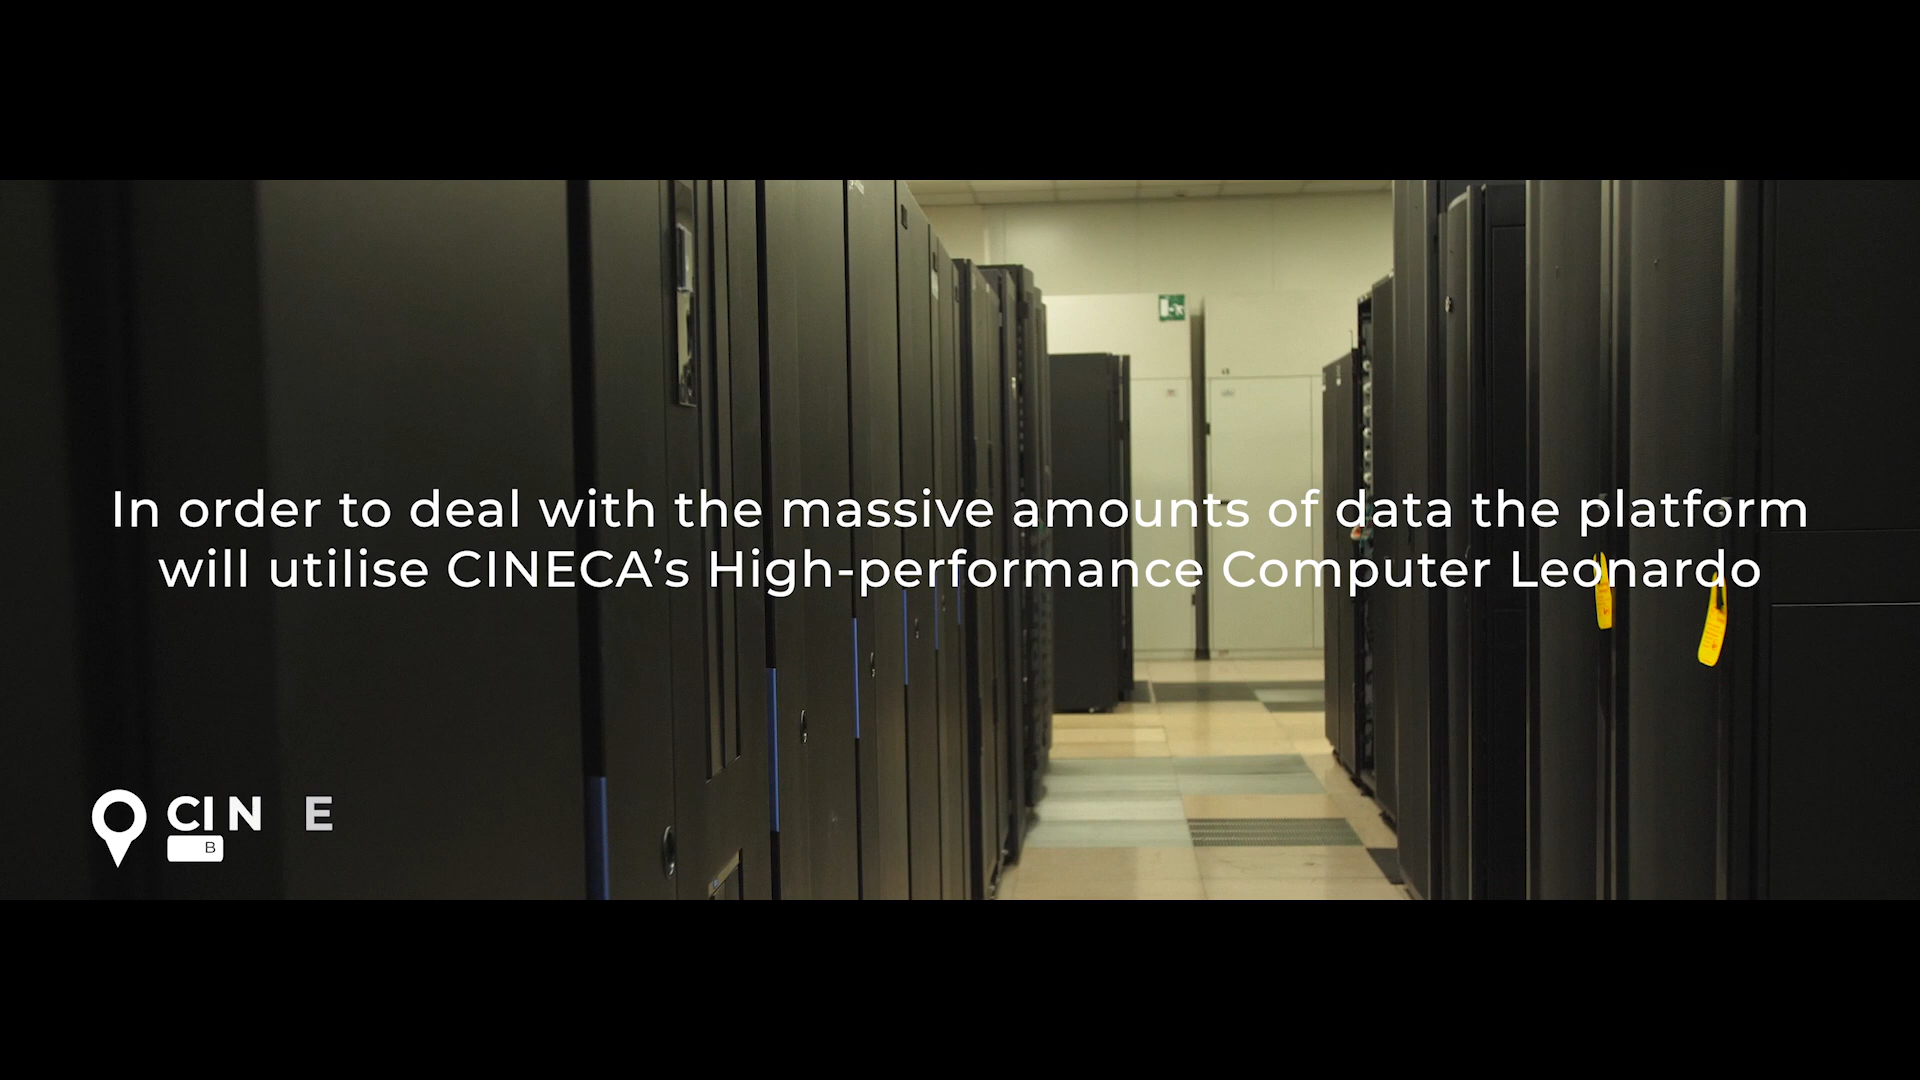 In order to deal with the massive amounts of data the platform
will utilise CINECA’s High-performance Computer Leonardo
CIN E
B